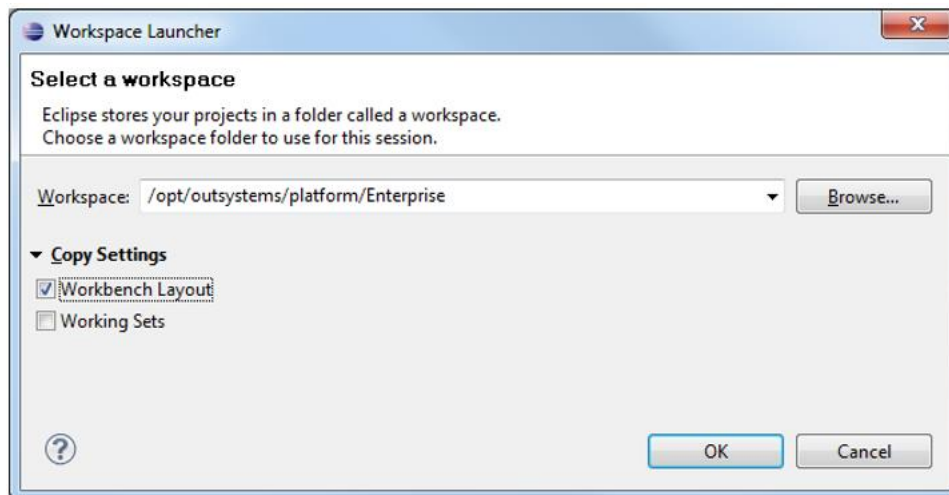 Workspace Launcher
Select a workspace
Eclipse stores your projects in a folder called a workspace.
Choose a workspace folder to use for this session.
Workspace: /opt/outsystems/platform/Enterprise Browse...
Copy Settings
Workbench Layout
Working Sets
? OK Cancel